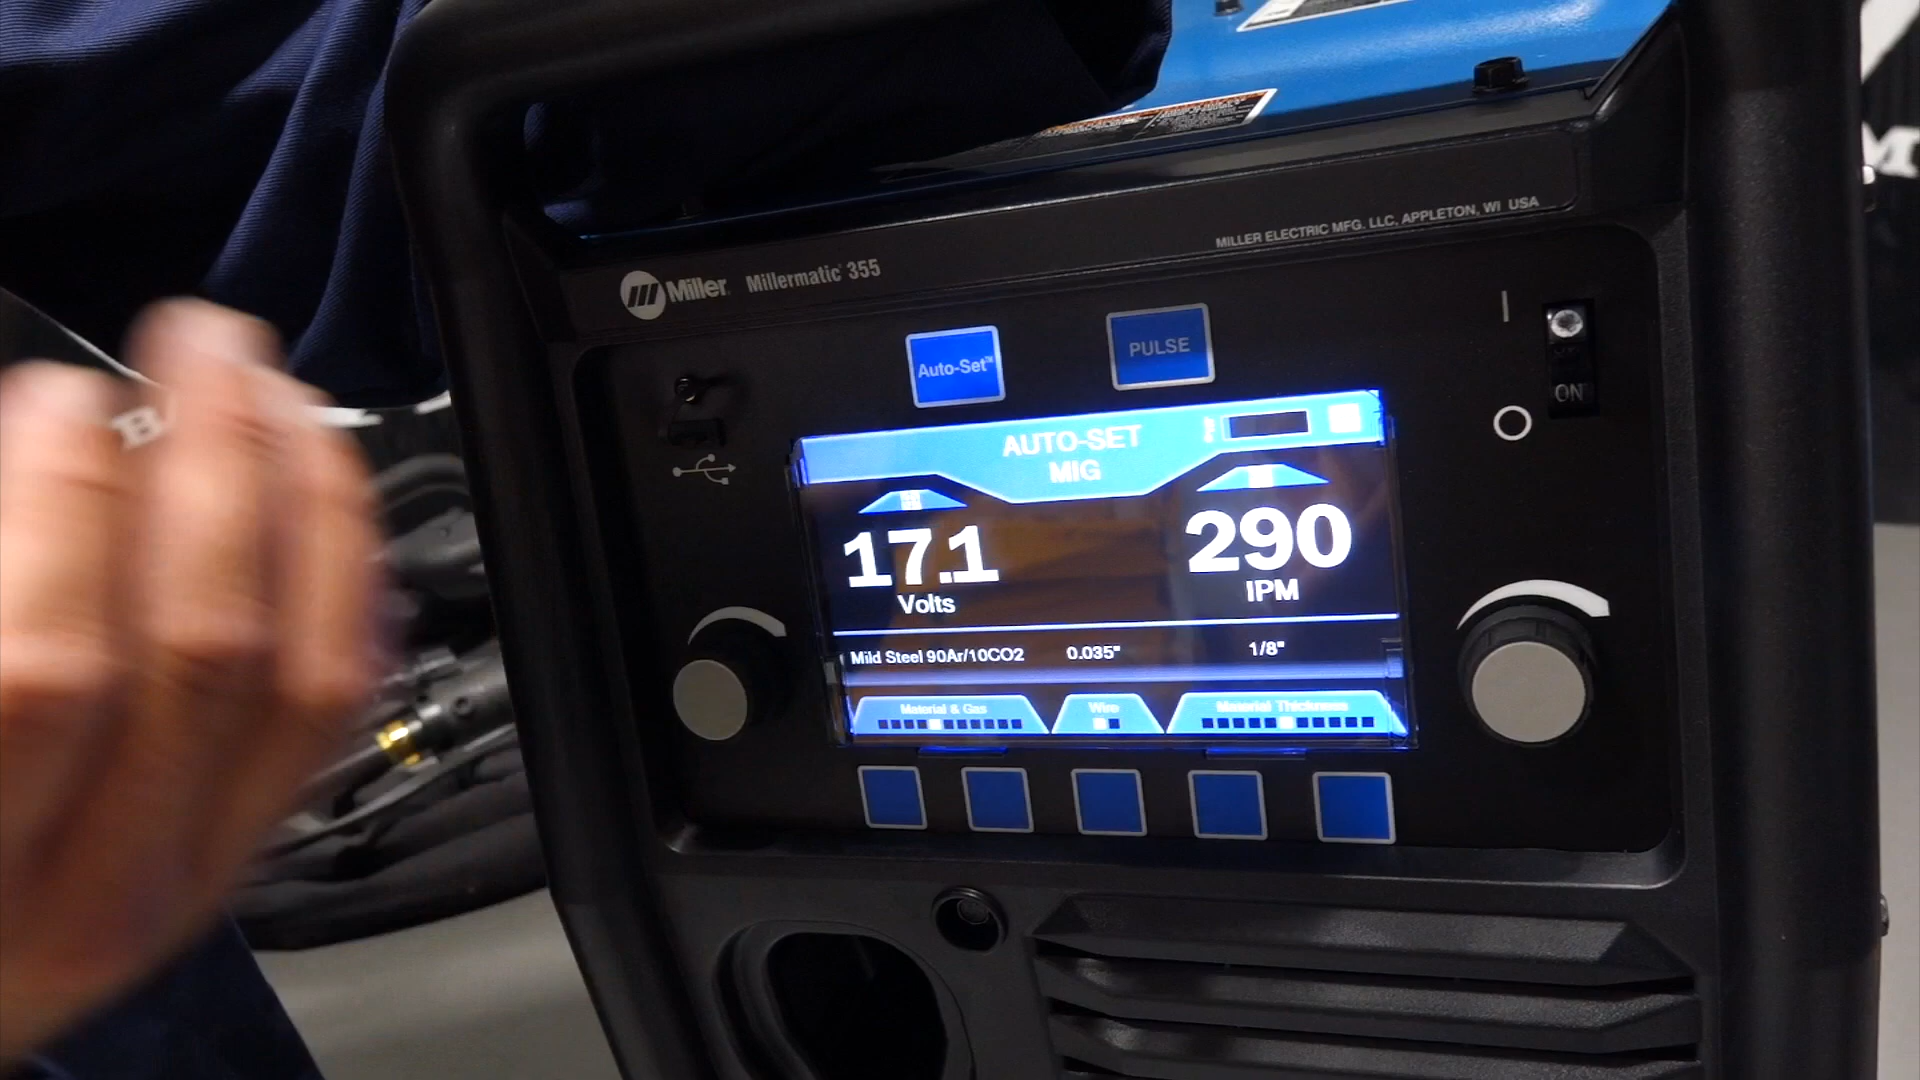 MILLER ELECTRIC MFG. LLC, APPLETON, WI USA
Miller Millermatic 355
Auto-Set™
PULSE
ON
AUTO-SET
MIG
17.1
Volts
290
IPM
Mild Steel 90Ar/10CO2 0.035" 1/8"
Material & Gas Wire Material Thickness
B
M